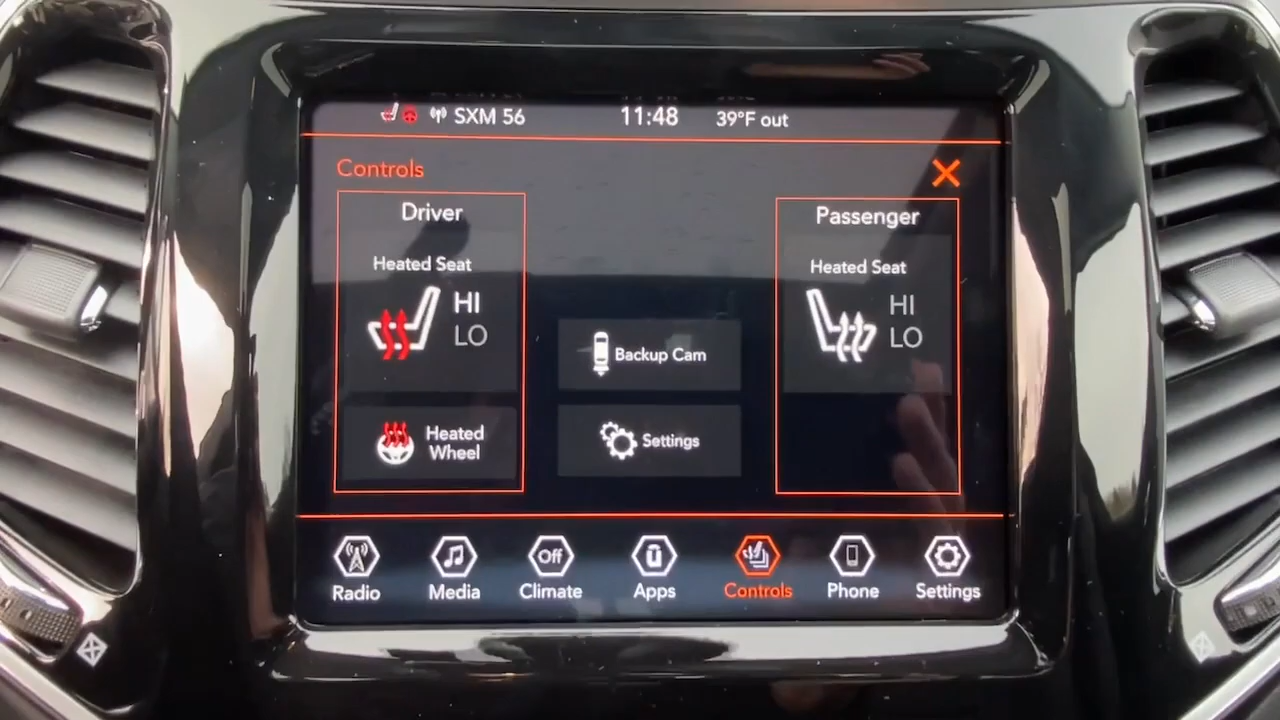 SXM 56 11:48 39°F out
Controls
Driver
Heated Seat
HI
LO
Heated
Wheel
Backup Cam
Settings
Passenger
Heated Seat
HI
LO
Radio Media Off Climate Apps Controls Phone Settings